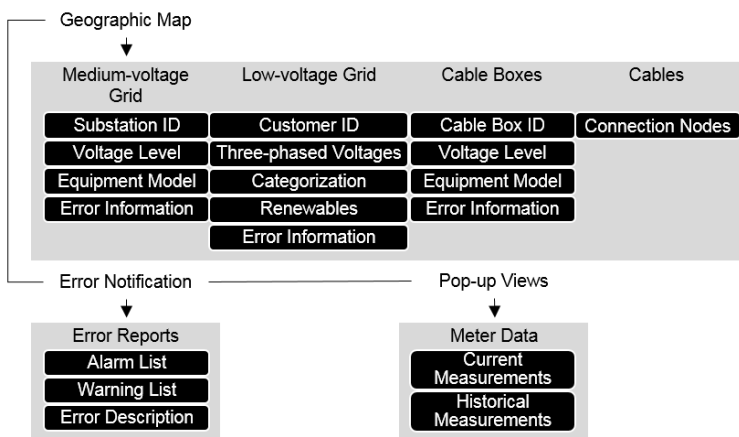 Geographic Map
Medium-voltage
Grid
Low-voltage Grid
Cable Boxes
Cables
Substation ID
Customer ID
Cable Box ID
Connection Nodes
Voltage Level
Three-phased Voltages
Voltage Level
Equipment Model
Categorization
Equipment Model
Error Information
Renewables
Error Information
Error Information
Error Notification
Pop-up Views
Error Reports
Meter Data
Alarm List
Current
Measurements
Warning List
Historical
Measurements
Error Description